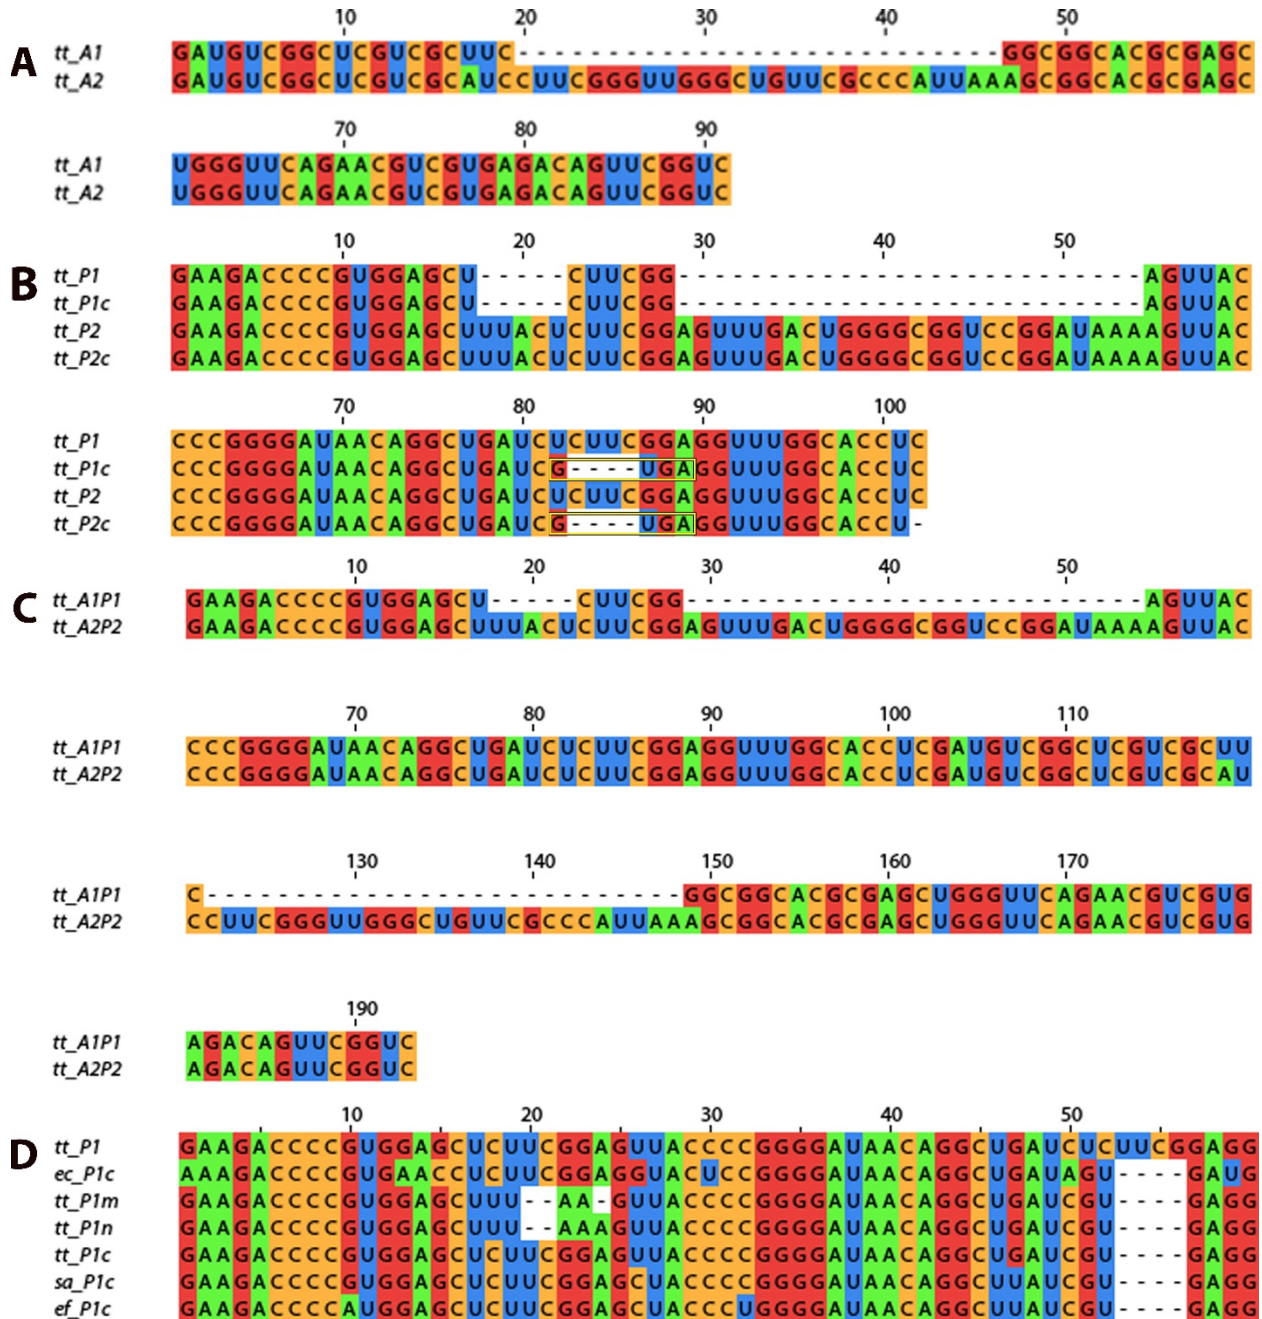 10 20 30 40 50
A
tt_A1 GAUGUCGGCUCGUCGCUUC---------------------------GGCGGCACGCGAGC
tt_A2 GAUGUCGGCUCGUCGCAUCCUUCGGGUUGGGCUGUUCGCCCAUUAAAGCGGCACGCGAGC
70 80 90
tt_A1 UGGGUUCAGAACGUCGUGAGACAGUUCGGUC
tt_A2 UGGGUUCAGAACGUCGUGAGACAGUUCGGUC
10 20 30 40 50
B
tt_P1 GAAGACCCCGUGGAGCU-----CUUCGG--------------------------AGUUAC
tt_P1c GAAGACCCCGUGGAGCU-----CUUCGG--------------------------AGUUAC
tt_P2 GAAGACCCCGUGGAGCUUUACUCUUCGGAGUUUGACUGGGGCGGUCCGGAUAAAAGUUAC
tt_P2c GAAGACCCCGUGGAGCUUUACUCUUCGGAGUUUGACUGGGGCGGUCCGGAUAAAAGUUAC
70 80 90 100
tt_P1 CCCGGGGAUAACAGGCUGAUCUCUUCGGAGGUUUGGCACCUC
tt_P1c CCCGGGGAUAACAGGCUGAUCG----UGAGGUUUGGCACCUC
tt_P2 CCCGGGGAUAACAGGCUGAUCUCUUCGGAGGUUUGGCACCUC
tt_P2c CCCGGGGAUAACAGGCUGAUCG----UGAGGUUUGGCACCU-
10 20 30 40 50
C
tt_A1P1 GAAGACCCCGUGGAGCU-----CUUCGG--------------------------AGUUAC
tt_A2P2 GAAGACCCCGUGGAGCUUUACUCUUCGGAGUUUGACUGGGGCGGUCCGGAUAAAAGUUAC
70 80 90 100 110
tt_A1P1 CCCGGGGAUAACAGGCUGAUCUCUUCGGAGGUUUGGCACCUCGAUGUCGGCUCGUCGCUU
tt_A2P2 CCCGGGGAUAACAGGCUGAUCUCUUCGGAGGUUUGGCACCUCGAUGUCGGCUCGUCGCAU
130 140 150 160 170
tt_A1P1 C---------------------------GGCGGCACGCGAGCUGGGUUCAGAACGUCGUG
tt_A2P2 CCUUCGGGUUGGGCUGUUCGCCCAUUAAAGCGGCACGCGAGCUGGGUUCAGAACGUCGUG
190
tt_A1P1 AGACAGUUCGGUC
tt_A2P2 AGACAGUUCGGUC
10 20 30 40 50
D
tt_P1 GAAGACCCCGUGGAGCUCUUCGGAGUUACCCCGGGGAUAACAGGCUGAUCUCUUCGGAGG
ec_P1c AAAGACCCCGUGAACCUCUUCGGAGGUACUCCGGGGAUAACAGGCUGAUAGU----GAUG
tt_P1m GAAGACCCCGUGGAGCUUU--AA-GUUACCCCGGGGAUAACAGGCUGAUCGU----GAGG
tt_P1n GAAGACCCCGUGGAGCUUU--AAAGUUACCCCGGGGAUAACAGGCUGAUCGU----GAGG
tt_P1c GAAGACCCCGUGGAGCUCUUCGGAGUUACCCCGGGGAUAACAGGCUGAUCGU----GAGG
sa_P1c GAAGACCCCGUGGAGCUCUUCGGAGCUACCCCGGGGAUAACAGGCUUAUCGU----GAGG
ef_P1c GAAGACCCCAUGGAGCUCUUCGGAGCUACCCUGGGGAUAACAGGCUUAUCGU----GAGG